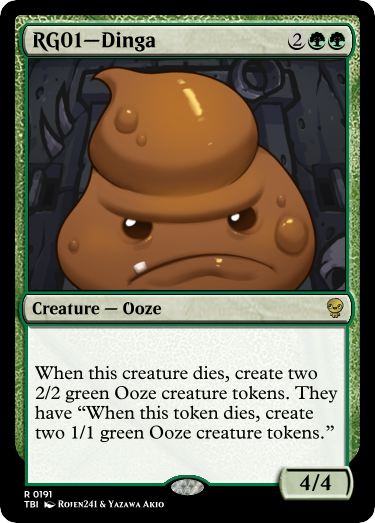 RG01—Dinga 2
Creature — Ooze
When this creature dies, create two
2/2 green Ooze creature tokens. They
have “When this token dies, create
two 1/1 green Ooze creature tokens.”
4/4
R 0191
TBI Rofen241 & Yazawa Akio